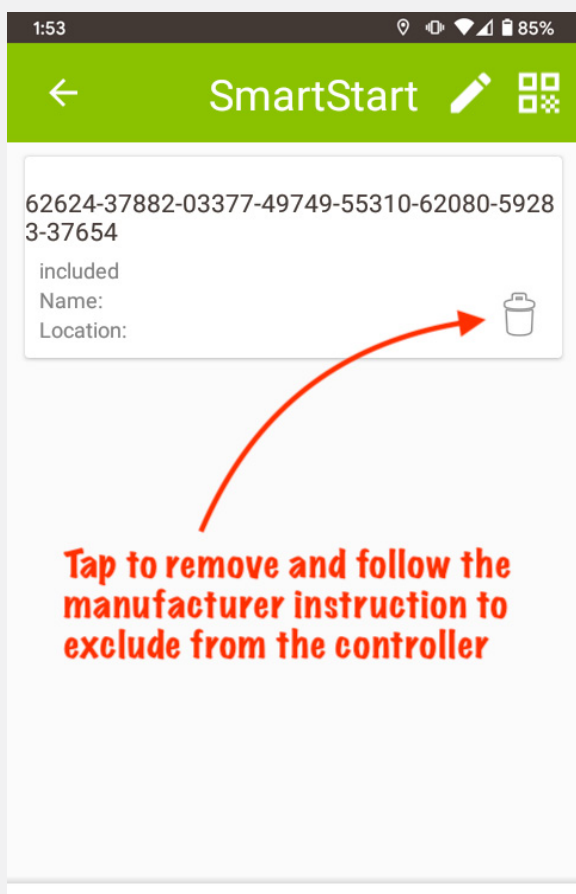 1:53 85%
SmartStart
62624-37882-03377-49749-55310-62080-5928
3-37654
included
Name:
Location:
Tap to remove and follow the
manufacturer instruction to
exclude from the controller